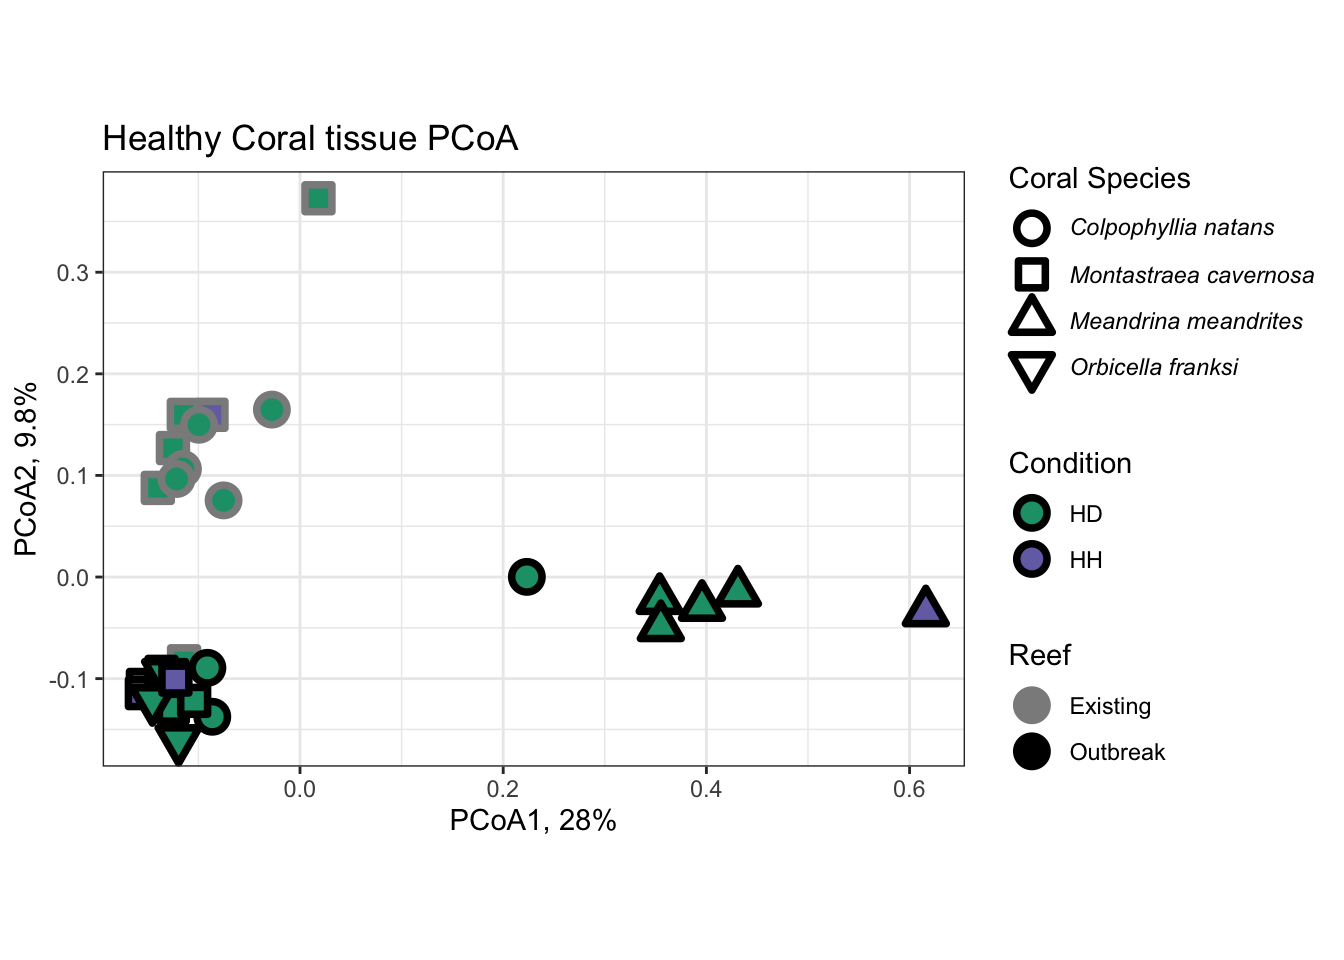 Healthy Coral tissue PCoA
PCoA2, 9.8%
0.3
0.2
0.1
0.0
-0.1
0.0
0.2
0.4
0.6
PCoA1, 28%
Coral Species
Colpophyllia natans
Montastraea cavernosa
Meandrina meandrites
Orbicella franksi
Condition
HD
HH
Reef
Existing
Outbreak